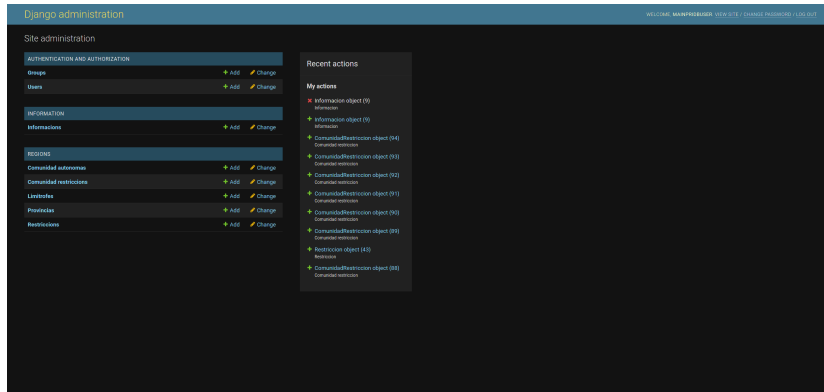 Django administration
WELCOME, MAINPRIEBUSER. VIEW SITE / CHANGE PASSWORD / LOG OUT
Site administration
AUTHENTICATION AND AUTHORIZATION
Groups + Add Change
Users + Add Change
INFORMATION
Informacions + Add Change
REGIONS
Comunidad autonomas + Add Change
Comunidad restriccions + Add Change
Limitrofes + Add Change
Provincias + Add Change
Restriccions + Add Change
Recent actions
My actions
Informacion object (9)
Informacion
+ Informacion object (9)
Informacion
+ ComunidadRestriccion object (94)
Comunidad restriccion
+ ComunidadRestriccion object (93)
Comunidad restriccion
+ ComunidadRestriccion object (92)
Comunidad restriccion
+ ComunidadRestriccion object (91)
Comunidad restriccion
+ ComunidadRestriccion object (90)
Comunidad restriccion
+ ComunidadRestriccion object (89)
Comunidad restriccion
+ Restriccion object (43)
Restriccion
+ ComunidadRestriccion object (88)
Comunidad restriccion